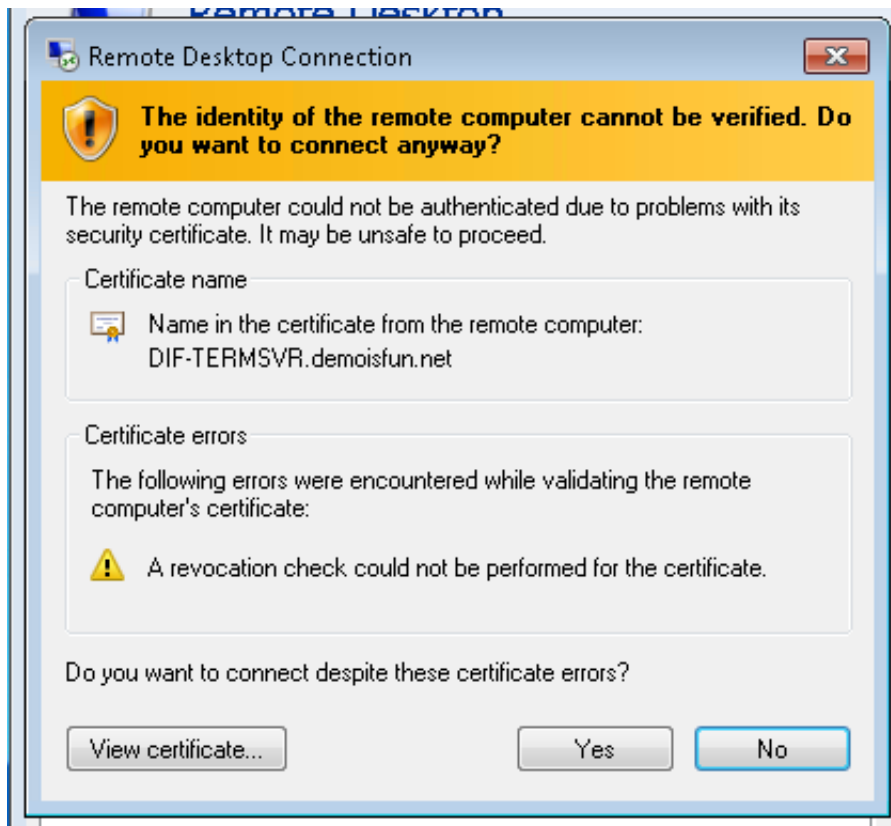 Remote Desktop
Remote Desktop Connection
The identity of the remote computer cannot be verified. Do
you want to connect anyway?
The remote computer could not be authenticated due to problems with its
security certificate. It may be unsafe to proceed.
Certificate name
Name in the certificate from the remote computer:
DIF-TERMSVR.demoisfun.net
Certificate errors
The following errors were encountered while validating the remote
computer's certificate:
A revocation check could not be performed for the certificate.
Do you want to connect despite these certificate errors?
View certificate...
Yes
No